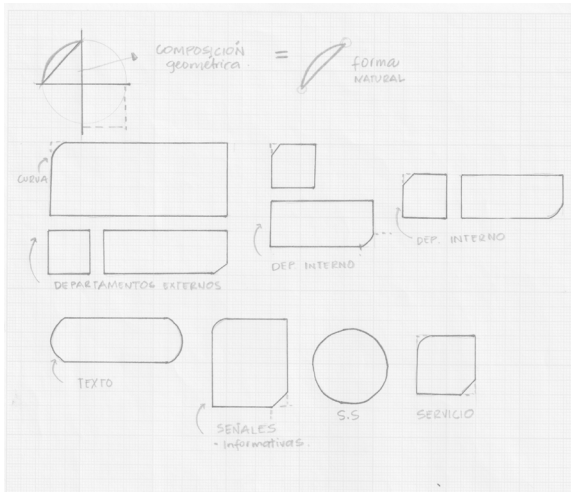 COMPOSICIÓN
geométrica.
=
forma
NATURAL
CURVA
DEPARTAMENTOS EXTERNOS
DEP. INTERNO
DEP. INTERNO
TEXTO
SEÑALES
- Informativas.
S.S
SERVICIO